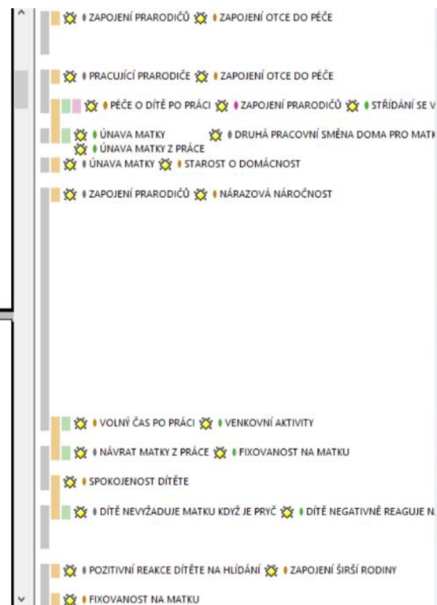 ZAPOJENÍ PRARODIČŮ ZAPOJENÍ OTCE DO PÉČE
PRACUJÍCÍ PRARODIČE ZAPOJENÍ OTCE DO PÉČE
PÉČE O DÍTĚ PO PRÁCI ZAPOJENÍ PRARODIČŮ STŘÍDÁNÍ SE V
ÚNAVA MATKY DRUHÁ PRACOVNÍ SMĚNA DOMA PRO MATK
ÚNAVA MATKY Z PRÁCE
ÚNAVA MATKY STAROST O DOMÁCNOST
ZAPOJENÍ PRARODIČŮ NÁRAZOVÁ NÁROČNOST
VOLNÝ ČAS PO PRÁCI VENKOVNÍ AKTIVITY
NÁVRAT MATKY Z PRÁCE FIXOVANOST NA MATKU
SPOKOJENOST DÍTĚTE
DÍTĚ NEVYŽADUJE MATKU KDYŽ JE PRYČ DÍTĚ NEGATIVNĚ REAGUJE N
POZITIVNÍ REAKCE DÍTĚTE NA HLÍDÁNÍ ZAPOJENÍ ŠIRŠÍ RODINY
FIXOVANOST NA MATKU